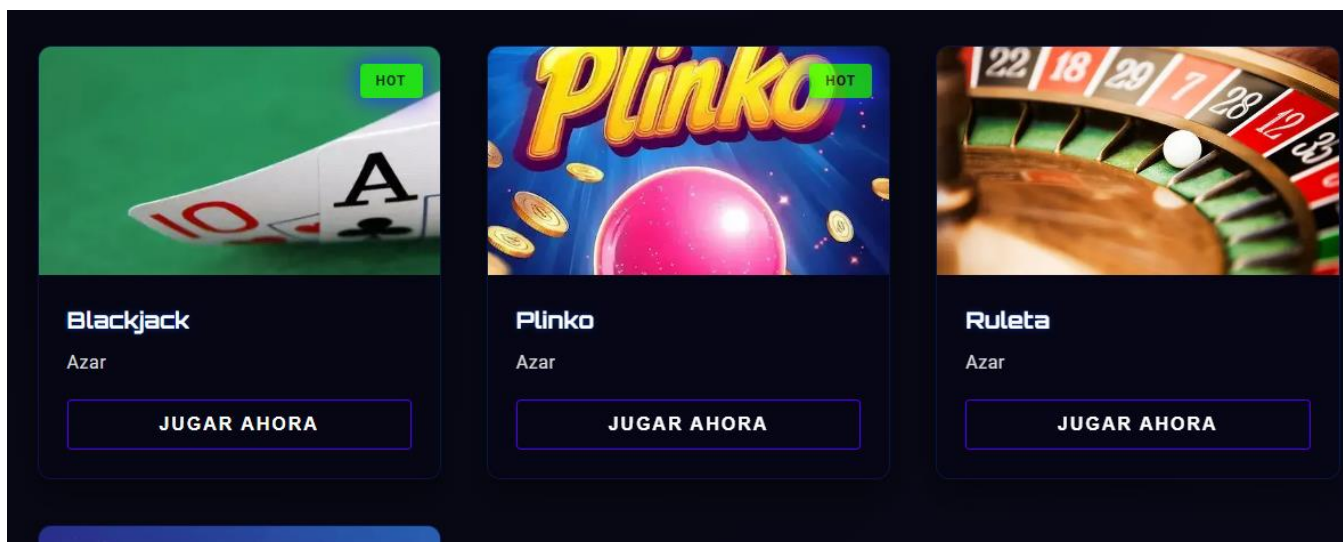 HOT
10
A
Blackjack
Azar
JUGAR AHORA
Plinko
HOT
Plinko
Azar
JUGAR AHORA
22 18 29 7 28 12 35
Ruleta
Azar
JUGAR AHORA